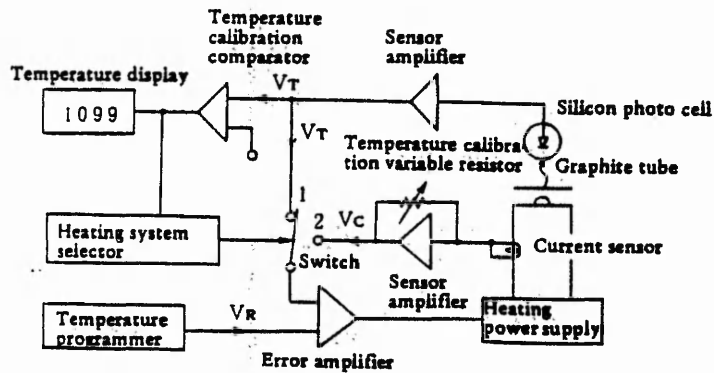 Temperature
calibration
comparator
Sensor
amplifier
Temperature display
1099
VT
Silicon photo cell
VT
Temperature calibra-
tion variable resistor
Graphite tube
1
2
VC
Heating system
selector
Switch
Current sensor
Sensor
amplifier
Heating
power supply
VR
Temperature
programmer
Error amplifier